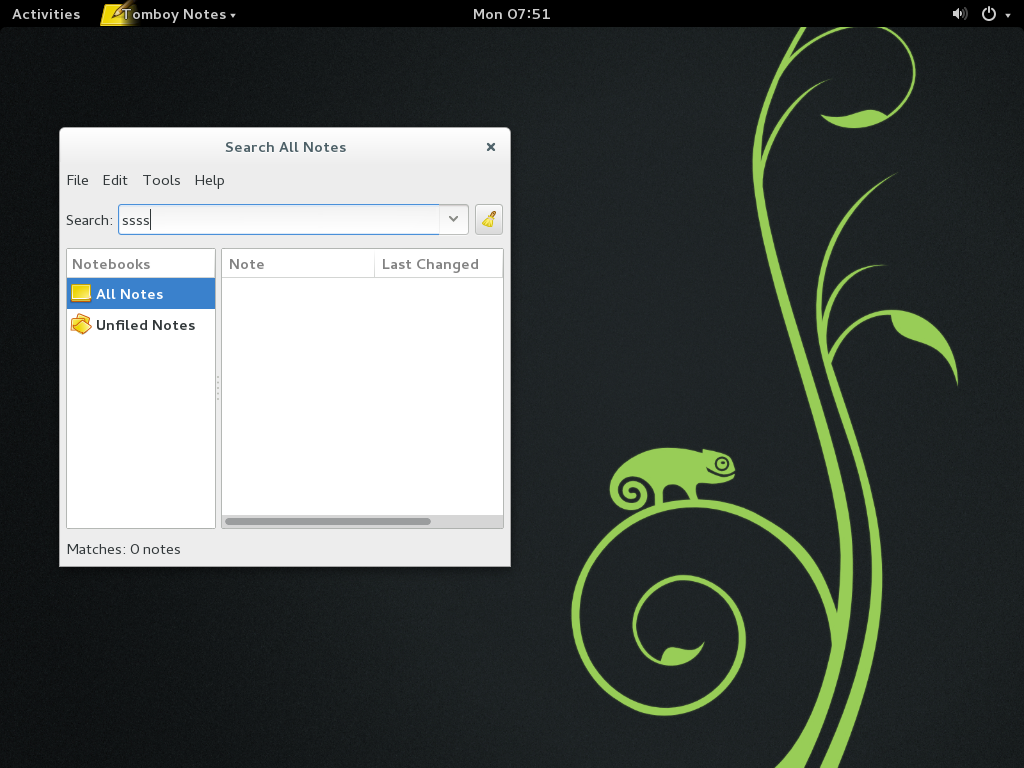 Activities Tomboy Notes Mon 07:51
Search All Notes
File Edit Tools Help
Search: ssss
Notebooks Note Last Changed
All Notes
Unfiled Notes
Matches: 0 notes